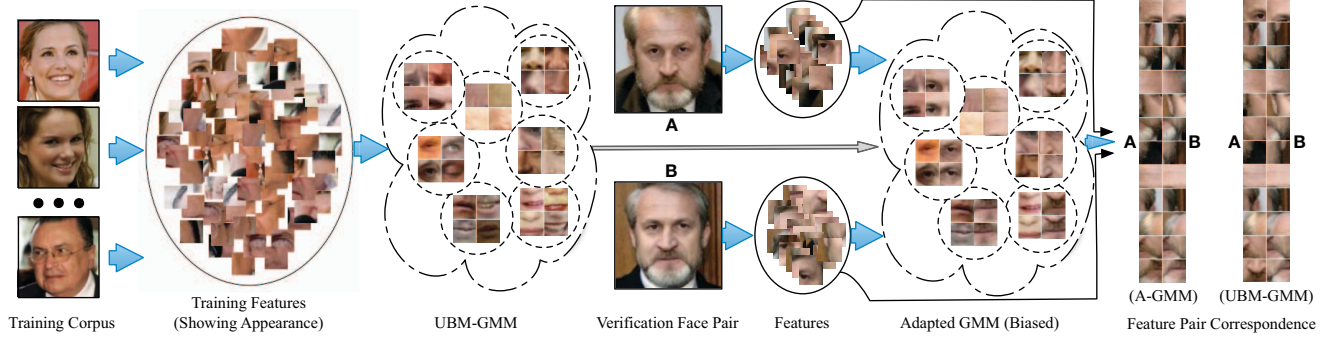 A
B
A
B
A
B
(A-GMM)
(UBM-GMM)
Training Corpus
Training Features
(Showing Appearance)
UBM-GMM
Verification Face Pair
Features
Adapted GMM (Biased)
Feature Pair Correspondence